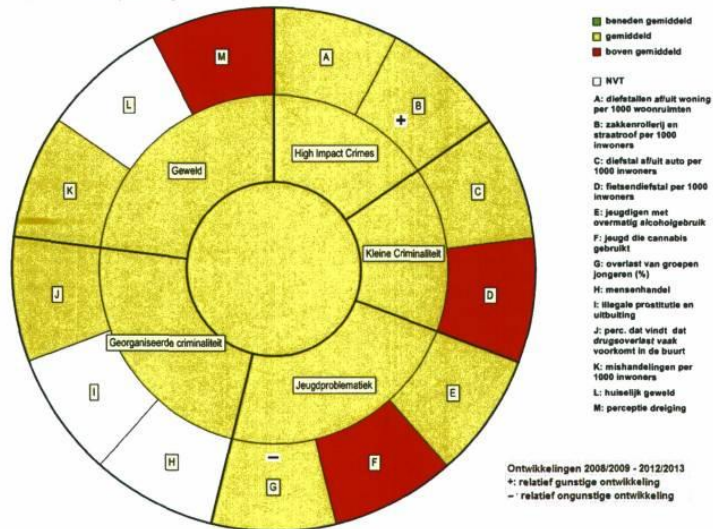 M
A
L
B
+
K
Geweld
High Impact Crimes
C
Kleine Criminaliteit
J
D
Georganiseerde criminaliteit
Jeugdproblematiek
I
E
H
–
G
F
beneden gemiddeld
gemiddeld
boven gemiddeld
NVT
A: diefstallen af/uit woning
per 1000 woonruimten
B: zakkenrollerij en
straatroof per 1000
inwoners
C: diefstal af/uit auto per
1000 inwoners
D: fietsendiefstal per 1000
inwoners
E: jeugdigen met
overmatig alcoholgebruik
F: jeugd die cannabis
gebruikt
G: overlast van groepen
jongeren (%)
H: mensenhandel
I: illegale prostitutie en
uitbuiting
J: perc. dat vindt dat
drugsoverlast vaak
voorkomt in de buurt
K: mishandelingen per
1000 inwoners
L: huiselijk geweld
M: perceptie dreiging
Ontwikkelingen 2008/2009 - 2012/2013
+: relatief gunstige ontwikkeling
– : relatief ongunstige ontwikkeling